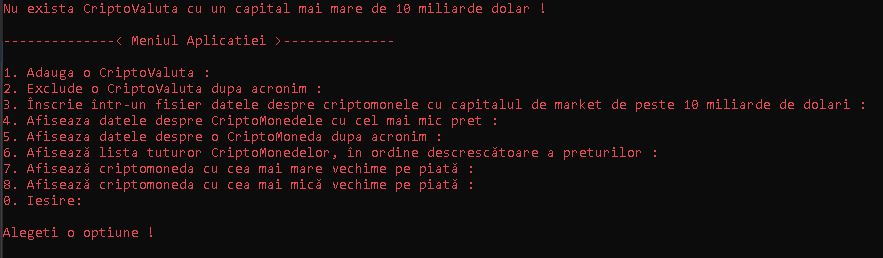 Nu exista CriptoValuta cu un capital mai mare de 10 miliarde dolar !
--------------< Meniul Aplicatiei >--------------
1. Adauga o CriptoValuta :
2. Exclude o CriptoValuta dupa acronim :
3. Înscrie într-un fisier datele despre criptomonele cu capitalul de market de peste 10 miliarde de dolari :
4. Afiseaza datele despre CriptoMonedele cu cel mai mic pret :
5. Afiseaza datele despre o CriptoMoneda dupa acronim :
6. Afisează lista tuturor CriptoMonedelor, în ordine descrescătoare a preturilor :
7. Afisează criptomoneda cu cea mai mare vechime pe piată :
8. Afisează criptomoneda cu cea mai mică vechime pe piată :
0. Iesire:
Alegeti o optiune !